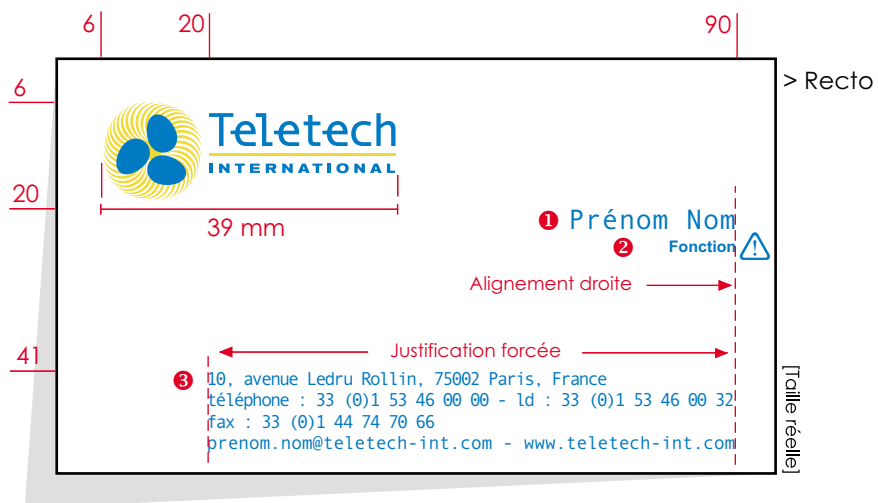 6 20 90
> Recto
6
Teletech
INTERNATIONAL
20
39 mm
❶ Prénom Nom
❷ Fonction
Alignement droite
41
Justification forcée
❸ 10, avenue Ledru Rollin, 75002 Paris, France
téléphone : 33 (0)1 53 46 00 00 - ld : 33 (0)1 53 46 00 32
fax : 33 (0)1 44 74 70 66
prenom.nom@teletech-int.com - www.teletech-int.com
[Taille réelle]